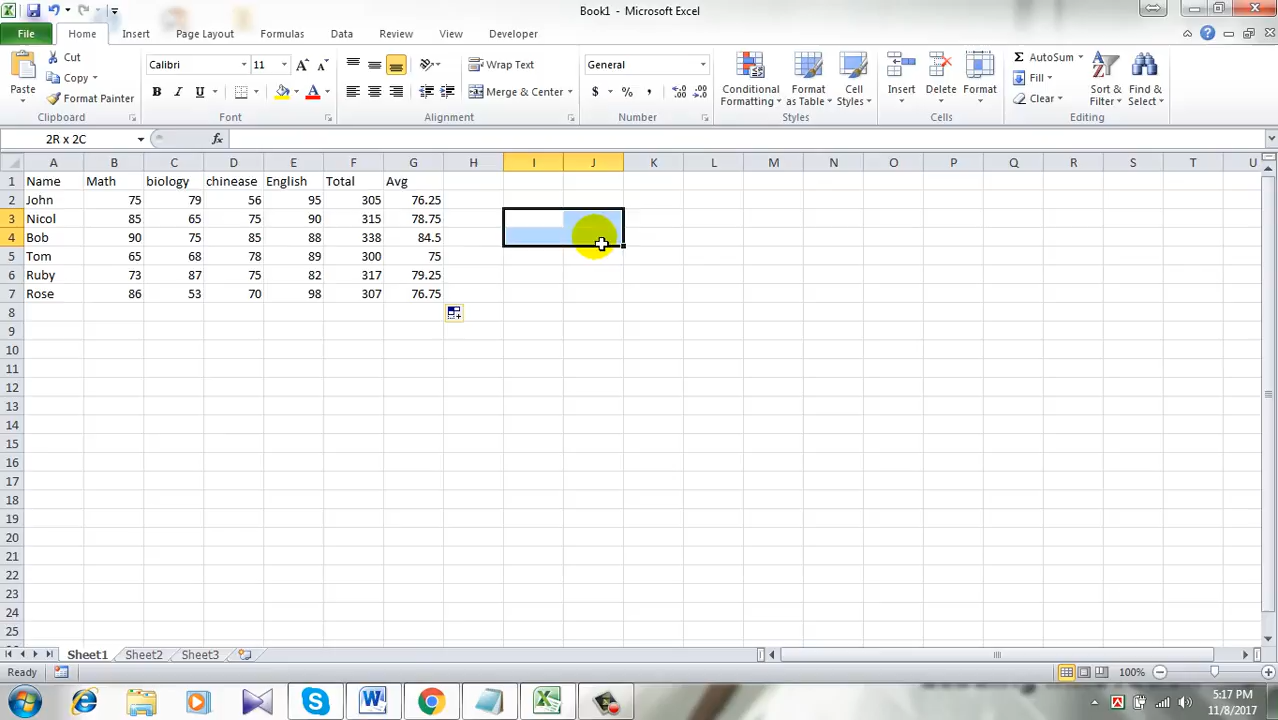 Book1 - Microsoft Excel
File Home Insert Page Layout Formulas Data Review View Developer
Paste
Cut
Copy
Format Painter
Clipboard
Calibri 11 A A
B I U A
Font
Wrap Text
Merge & Center
Alignment
General
$ % , .0 .00 .00 .0
Number
Conditional Formatting
Format as Table
Cell Styles
Styles
Insert Delete Format
Cells
Σ AutoSum
Fill
Clear
Sort & Filter
Find & Select
Editing
2R x 2C fx
A B C D E F G H I J K L M N O P Q R S T U
1 Name Math biology chinease English Total Avg
2 John 75 79 56 95 305 76.25
3 Nicol 85 65 75 90 315 78.75
4 Bob 90 75 85 88 338 84.5
5 Tom 65 68 78 89 300 75
6 Ruby 73 87 75 82 317 79.25
7 Rose 86 53 70 98 307 76.75
8
9
10
11
12
13
14
15
16
17
18
19
20
21
22
23
24
25
Sheet1 Sheet2 Sheet3
Ready 100%
5:17 PM
11/8/2017